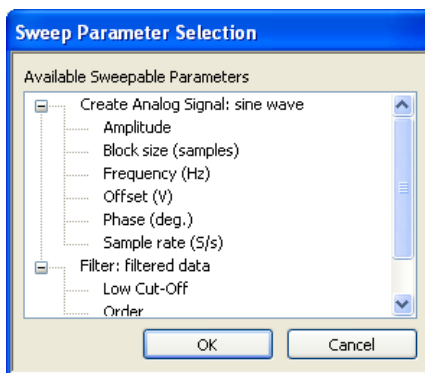 Sweep Parameter Selection
Available Sweepable Parameters
Create Analog Signal: sine wave
Amplitude
Block size (samples)
Frequency (Hz)
Offset (V)
Phase (deg.)
Sample rate (S/s)
Filter: filtered data
Low Cut-Off
Order
OK
Cancel